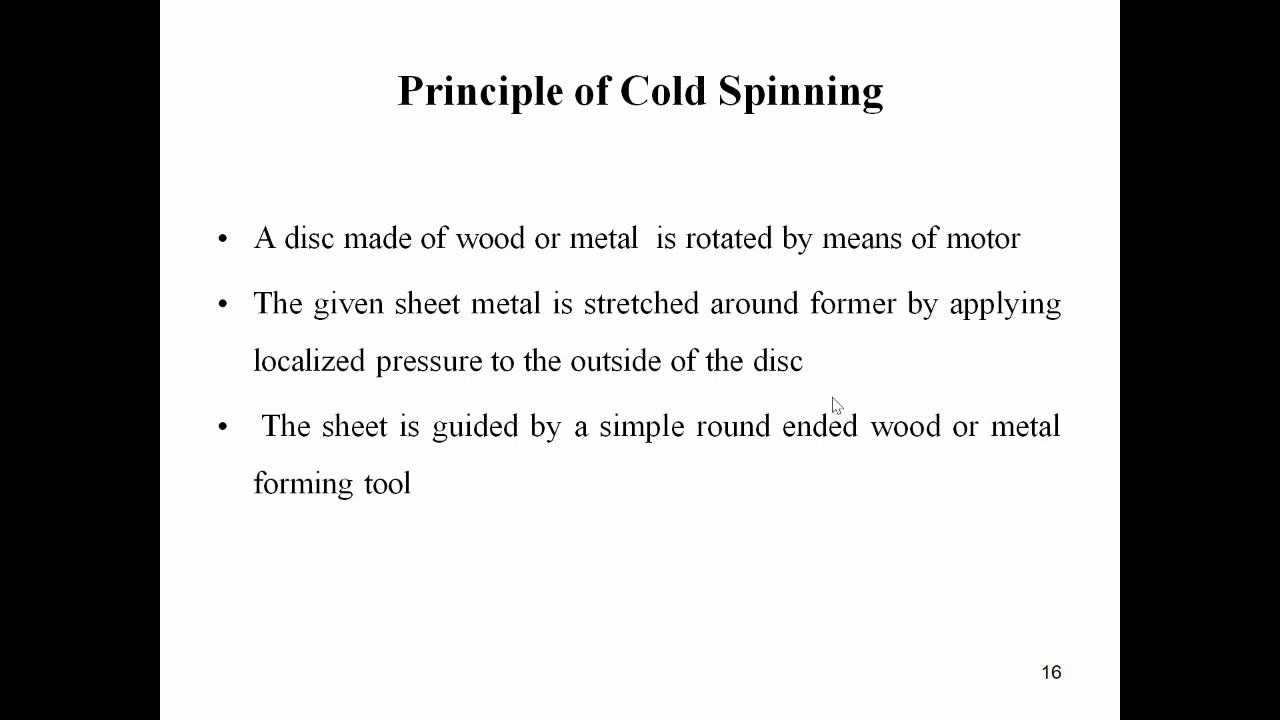 Principle of Cold Spinning
• A disc made of wood or metal  is rotated by means of motor
• The given sheet metal is stretched around former by applying
localized pressure to the outside of the disc
•  The sheet is guided by a simple round ended wood or metal
forming tool
16